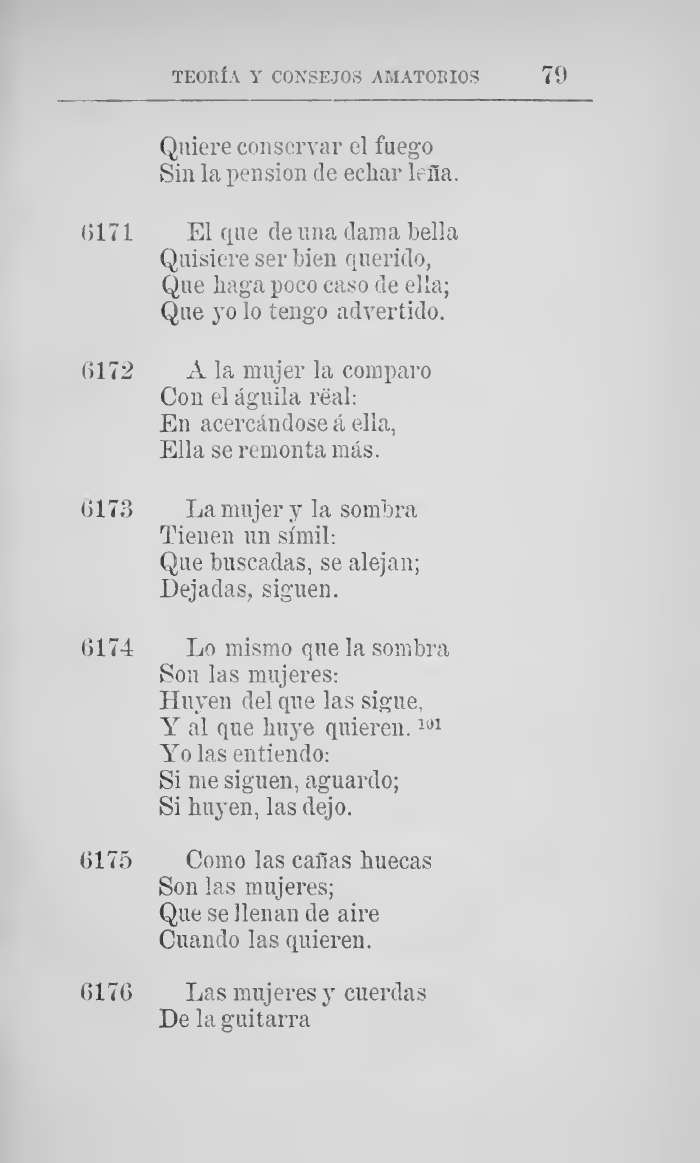 TEORÍA Y CONSEJOS AMATORIOS 79
Quiere conservar el fuego
Sin la pension de echar leña.
6171 El que de una dama bella
Quisiere ser bien querido,
Que haga poco caso de ella;
Que yo lo tengo advertido.
6172 A la mujer la comparo
Con el águila rëal:
En acercándose á ella,
Ella se remonta más.
6173 La mujer y la sombra
Tienen un símil:
Que buscadas, se alejan;
Dejadas, siguen.
6174 Lo mismo que la sombra
Son las mujeres:
Huyen del que las sigue,
Y al que huye quieren. ¹⁰¹
Yo las entiendo:
Si me siguen, aguardo;
Si huyen, las dejo.
6175 Como las cañas huecas
Son las mujeres;
Que se llenan de aire
Cuando las quieren.
6176 Las mujeres y cuerdas
De la guitarra